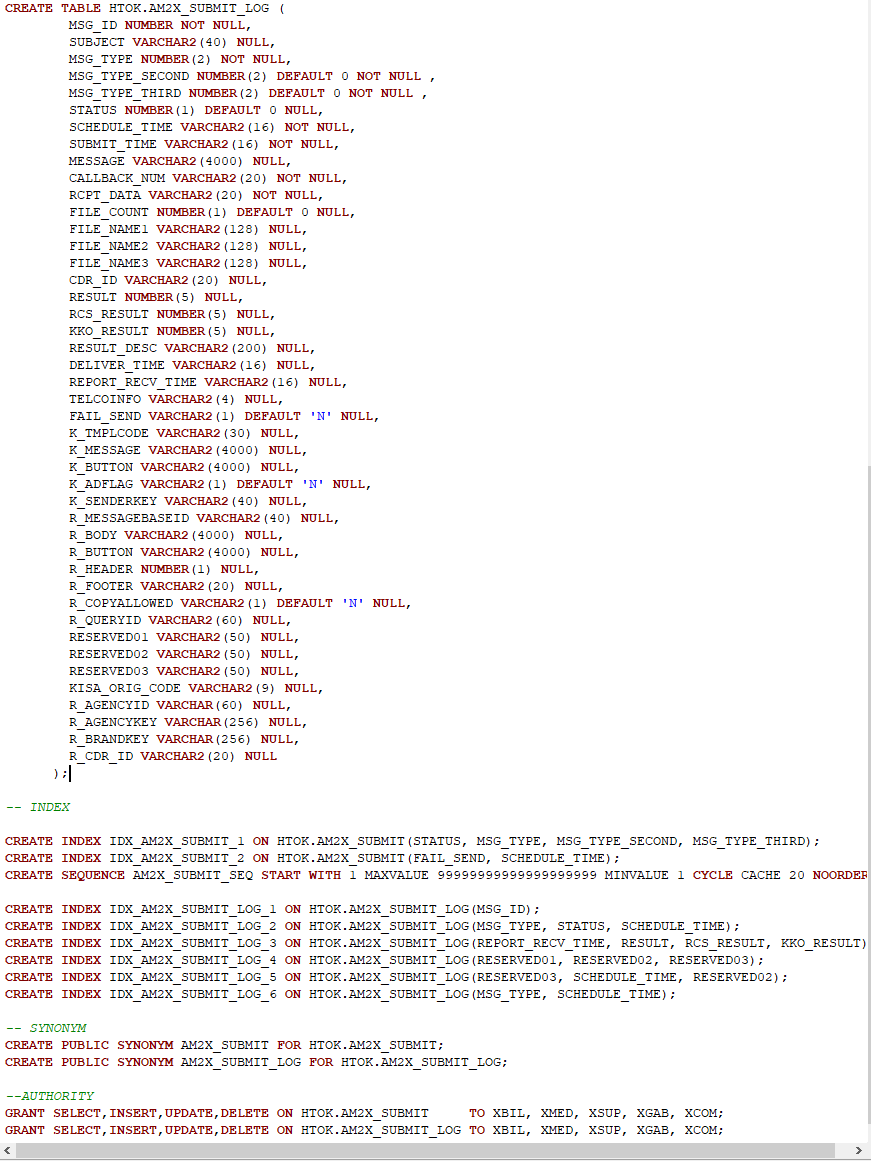 CREATE TABLE HTOK.AM2X_SUBMIT_LOG (
MSG_ID NUMBER NOT NULL,
SUBJECT VARCHAR2(40) NULL,
MSG_TYPE NUMBER(2) NOT NULL,
MSG_TYPE_SECOND NUMBER(2) DEFAULT 0 NOT NULL ,
MSG_TYPE_THIRD NUMBER(2) DEFAULT 0 NOT NULL ,
STATUS NUMBER(1) DEFAULT 0 NULL,
SCHEDULE_TIME VARCHAR2(16) NOT NULL,
SUBMIT_TIME VARCHAR2(16) NOT NULL,
MESSAGE VARCHAR2(4000) NULL,
CALLBACK_NUM VARCHAR2(20) NOT NULL,
RCPT_DATA VARCHAR2(20) NOT NULL,
FILE_COUNT NUMBER(1) DEFAULT 0 NULL,
FILE_NAME1 VARCHAR2(128) NULL,
FILE_NAME2 VARCHAR2(128) NULL,
FILE_NAME3 VARCHAR2(128) NULL,
CDR_ID VARCHAR2(20) NULL,
RESULT NUMBER(5) NULL,
RCS_RESULT NUMBER(5) NULL,
KKO_RESULT NUMBER(5) NULL,
RESULT_DESC VARCHAR2(200) NULL,
DELIVER_TIME VARCHAR2(16) NULL,
REPORT_RECV_TIME VARCHAR2(16) NULL,
TELCOINFO VARCHAR2(4) NULL,
FAIL_SEND VARCHAR2(1) DEFAULT 'N' NULL,
K_TMPLCODE VARCHAR2(30) NULL,
K_MESSAGE VARCHAR2(4000) NULL,
K_BUTTON VARCHAR2(4000) NULL,
K_ADFLAG VARCHAR2(1) DEFAULT 'N' NULL,
K_SENDERKEY VARCHAR2(40) NULL,
R_MESSAGEBASEID VARCHAR2(40) NULL,
R_BODY VARCHAR2(4000) NULL,
R_BUTTON VARCHAR2(4000) NULL,
R_HEADER NUMBER(1) NULL,
R_FOOTER VARCHAR2(20) NULL,
R_COPYALLOWED VARCHAR2(1) DEFAULT 'N' NULL,
R_QUERYID VARCHAR2(60) NULL,
RESERVED01 VARCHAR2(50) NULL,
RESERVED02 VARCHAR2(50) NULL,
RESERVED03 VARCHAR2(50) NULL,
KISA_ORIG_CODE VARCHAR2(9) NULL,
R_AGENCYID VARCHAR(60) NULL,
R_AGENCYKEY VARCHAR(256) NULL,
R_BRANDKEY VARCHAR(256) NULL,
R_CDR_ID VARCHAR2(20) NULL
);
-- INDEX
CREATE INDEX IDX_AM2X_SUBMIT_1 ON HTOK.AM2X_SUBMIT(STATUS, MSG_TYPE, MSG_TYPE_SECOND, MSG_TYPE_THIRD);
CREATE INDEX IDX_AM2X_SUBMIT_2 ON HTOK.AM2X_SUBMIT(FAIL_SEND, SCHEDULE_TIME);
CREATE SEQUENCE AM2X_SUBMIT_SEQ START WITH 1 MAXVALUE 99999999999999999999 MINVALUE 1 CYCLE CACHE 20 NOORDER
CREATE INDEX IDX_AM2X_SUBMIT_LOG_1 ON HTOK.AM2X_SUBMIT_LOG(MSG_ID);
CREATE INDEX IDX_AM2X_SUBMIT_LOG_2 ON HTOK.AM2X_SUBMIT_LOG(MSG_TYPE, STATUS, SCHEDULE_TIME);
CREATE INDEX IDX_AM2X_SUBMIT_LOG_3 ON HTOK.AM2X_SUBMIT_LOG(REPORT_RECV_TIME, RESULT, RCS_RESULT, KKO_RESULT)
CREATE INDEX IDX_AM2X_SUBMIT_LOG_4 ON HTOK.AM2X_SUBMIT_LOG(RESERVED01, RESERVED02, RESERVED03);
CREATE INDEX IDX_AM2X_SUBMIT_LOG_5 ON HTOK.AM2X_SUBMIT_LOG(RESERVED03, SCHEDULE_TIME, RESERVED02);
CREATE INDEX IDX_AM2X_SUBMIT_LOG_6 ON HTOK.AM2X_SUBMIT_LOG(MSG_TYPE, SCHEDULE_TIME);
-- SYNONYM
CREATE PUBLIC SYNONYM AM2X_SUBMIT FOR HTOK.AM2X_SUBMIT;
CREATE PUBLIC SYNONYM AM2X_SUBMIT_LOG FOR HTOK.AM2X_SUBMIT_LOG;
--AUTHORITY
GRANT SELECT,INSERT,UPDATE,DELETE ON HTOK.AM2X_SUBMIT     TO XBIL, XMED, XSUP, XGAB, XCOM;
GRANT SELECT,INSERT,UPDATE,DELETE ON HTOK.AM2X_SUBMIT_LOG TO XBIL, XMED, XSUP, XGAB, XCOM;